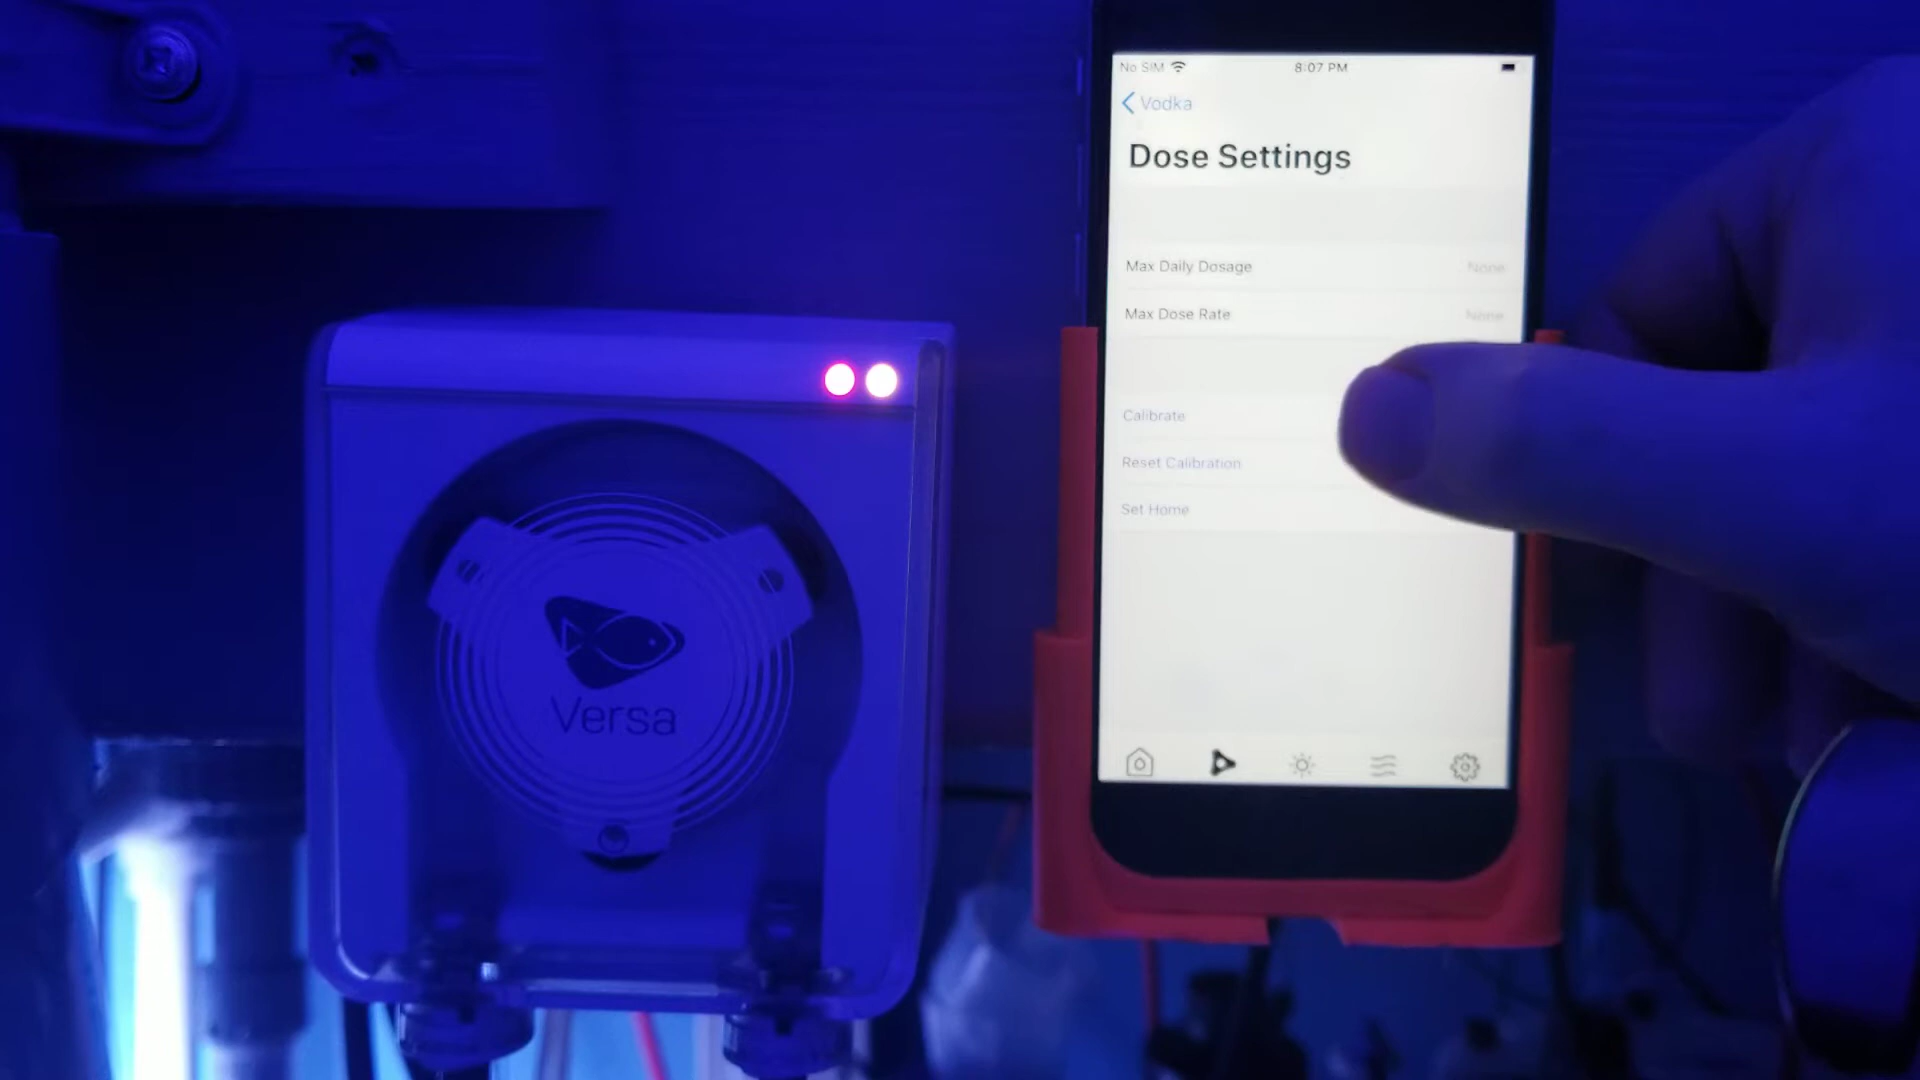 No SIM 8:07 PM
Vodka
Dose Settings
Max Daily Dosage None
Max Dose Rate None
Calibrate
Reset Calibration
Set Home
Versa